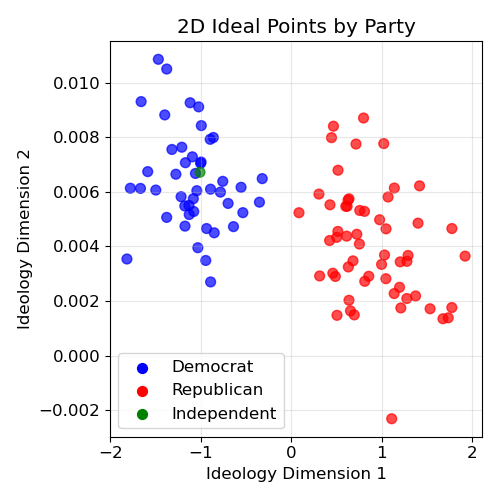 2D Ideal Points by Party
Ideology Dimension 2
0.010
0.008
0.006
0.004
0.002
0.000
−0.002
Democrat
Republican
Independent
−2
−1
0
1
2
Ideology Dimension 1